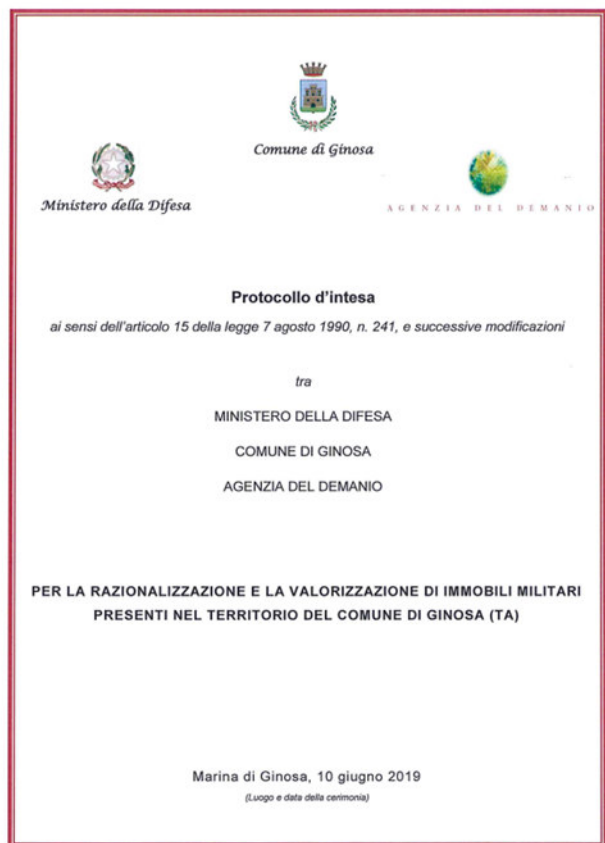 Comune di Ginosa
Ministero della Difesa
AGENZIA DEL DEMANIO
Protocollo d'intesa
ai sensi dell'articolo 15 della legge 7 agosto 1990, n. 241, e successive modificazioni
tra
MINISTERO DELLA DIFESA
COMUNE DI GINOSA
AGENZIA DEL DEMANIO
PER LA RAZIONALIZZAZIONE E LA VALORIZZAZIONE DI IMMOBILI MILITARI
PRESENTI NEL TERRITORIO DEL COMUNE DI GINOSA (TA)
Marina di Ginosa, 10 giugno 2019
(Luogo e data della cerimonia)